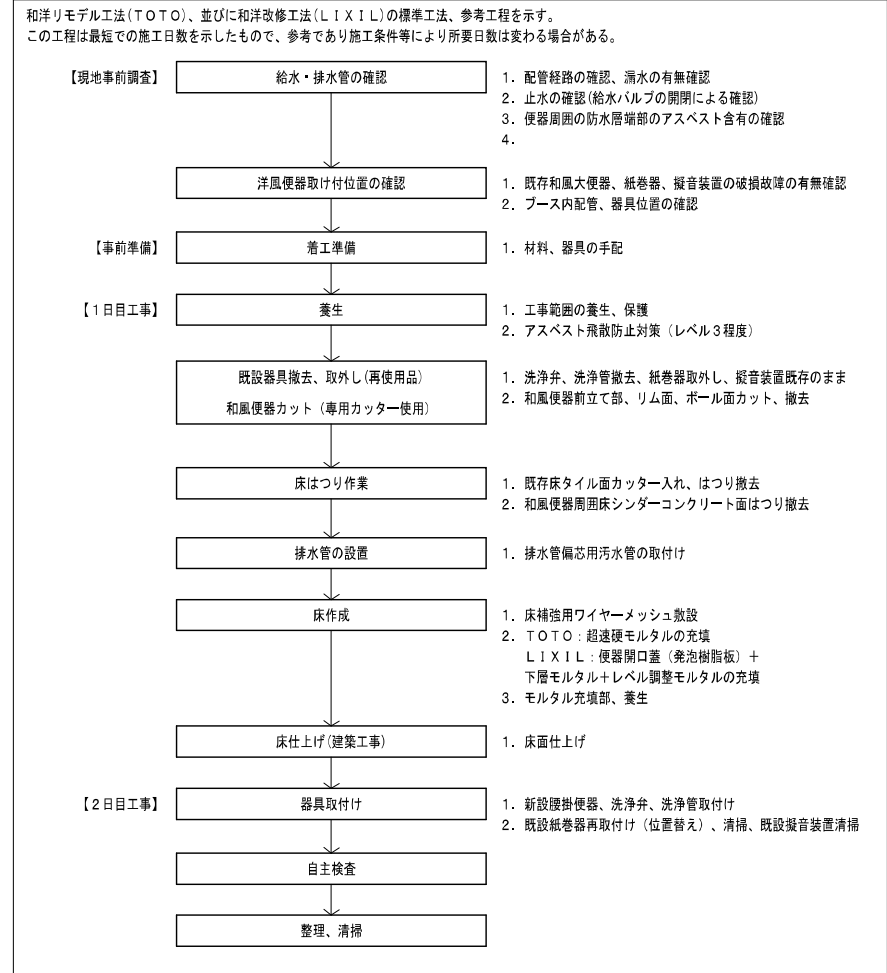 和洋リモデル工法(ＴＯＴＯ)、並びに和洋改修工法(ＬＩＸＩＬ)の標準工法、参考工程を示す。
この工程は最短での施工日数を示したもので、参考であり施工条件等により所要日数は変わる場合がある。
【現地事前調査】
給水・排水管の確認
１．配管経路の確認、漏水の有無確認
２．止水の確認(給水バルブの開閉による確認)
３．便器周囲の防水層端部のアスベスト含有の確認
４．
洋風便器取け付位置の確認
１．既存和風大便器、紙巻器、擬音装置の破損故障の有無確認
２．ブース内配管、器具位置の確認
【事前準備】
着工準備
１．材料、器具の手配
【１日目工事】
養生
１．工事範囲の養生、保護
２．アスベスト飛散防止対策（レベル３程度）
既設器具撤去、取外し(再使用品)
和風便器カット（専用カッター使用）
１．洗浄弁、洗浄管撤去、紙巻器取外し、擬音装置既存のまま
２．和風便器前立て部、リム面、ボール面カット、撤去
床はつり作業
１．既存床タイル面カッター入れ、はつり撤去
２．和風便器周囲床シンダーコンクリート面はつり撤去
排水管の設置
１．排水管偏芯用汚水管の取付け
床作成
１．床補強用ワイヤーメッシュ敷設
２．ＴＯＴＯ：超速硬モルタルの充填
ＬＩＸＩＬ：便器開口蓋（発泡樹脂板）＋
下層モルタル＋レベル調整モルタルの充填
３．モルタル充填部、養生
床仕上げ(建築工事)
１．床面仕上げ
【２日目工事】
器具取付け
１．新設腰掛便器、洗浄弁、洗浄管取付け
２．既設紙巻器再取付け（位置替え）、清掃、既設擬音装置清掃
自主検査
整理、清掃